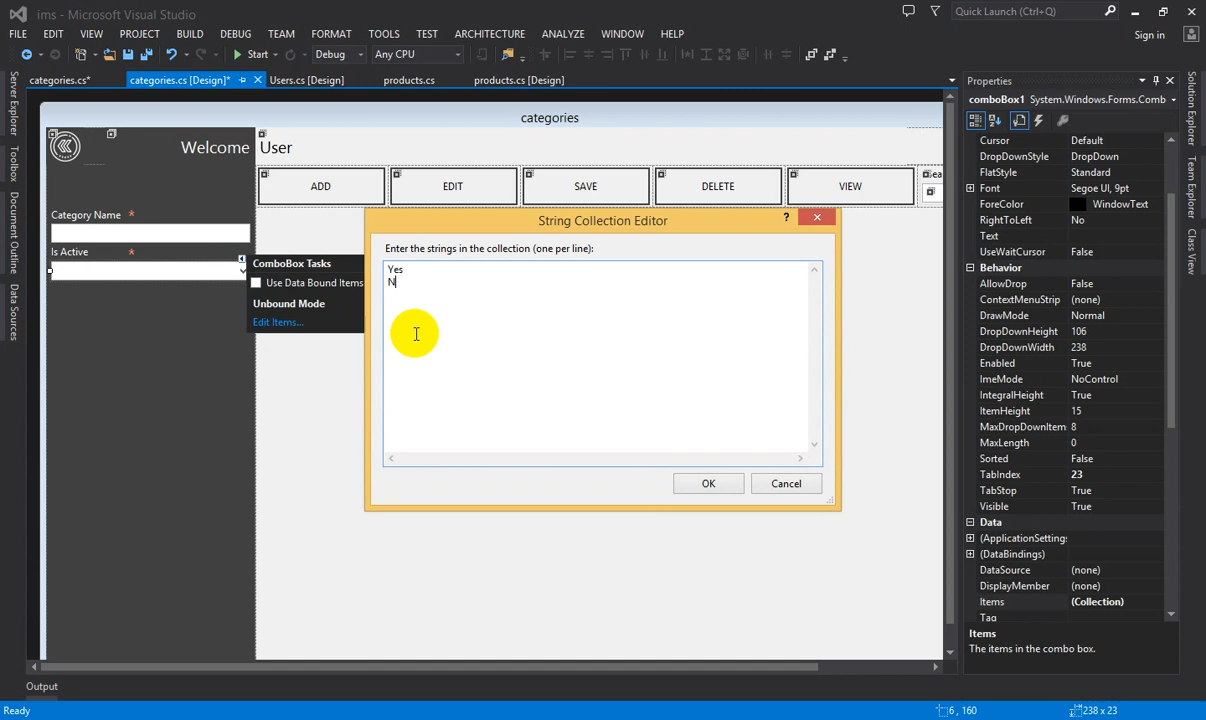 ims - Microsoft Visual Studio
Quick Launch (Ctrl+Q)
FILE EDIT VIEW PROJECT BUILD DEBUG TEAM FORMAT TOOLS TEST ARCHITECTURE ANALYZE WINDOW HELP
Sign in
Start Debug Any CPU
categories.cs* categories.cs [Design]* Users.cs [Design] products.cs products.cs [Design]
Server Explorer
Toolbox
Document Outline
Data Sources
categories
Welcome User
ADD EDIT SAVE DELETE VIEW
Category Name *
Is Active *
ComboBox Tasks
Use Data Bound Items
Unbound Mode
Edit Items...
String Collection Editor
?
Enter the strings in the collection (one per line):
Yes
N
OK Cancel
Properties
comboBox1 System.Windows.Forms.Comb
Cursor Default
DropDownStyle DropDown
FlatStyle Standard
Font Segoe UI, 9pt
ForeColor WindowText
RightToLeft No
Text
UseWaitCursor False
Behavior
AllowDrop False
ContextMenuStrip (none)
DrawMode Normal
DropDownHeight 106
DropDownWidth 238
Enabled True
ImeMode NoControl
IntegralHeight True
ItemHeight 15
MaxDropDownItem 8
MaxLength 0
Sorted False
TabIndex 23
TabStop True
Visible True
Data
(ApplicationSettings
(DataBindings)
DataSource (none)
DisplayMember (none)
Items (Collection)
Tag
Items
The items in the combo box.
Solution Explorer
Team Explorer
Class View
Output
Ready
6 , 160
238 x 23